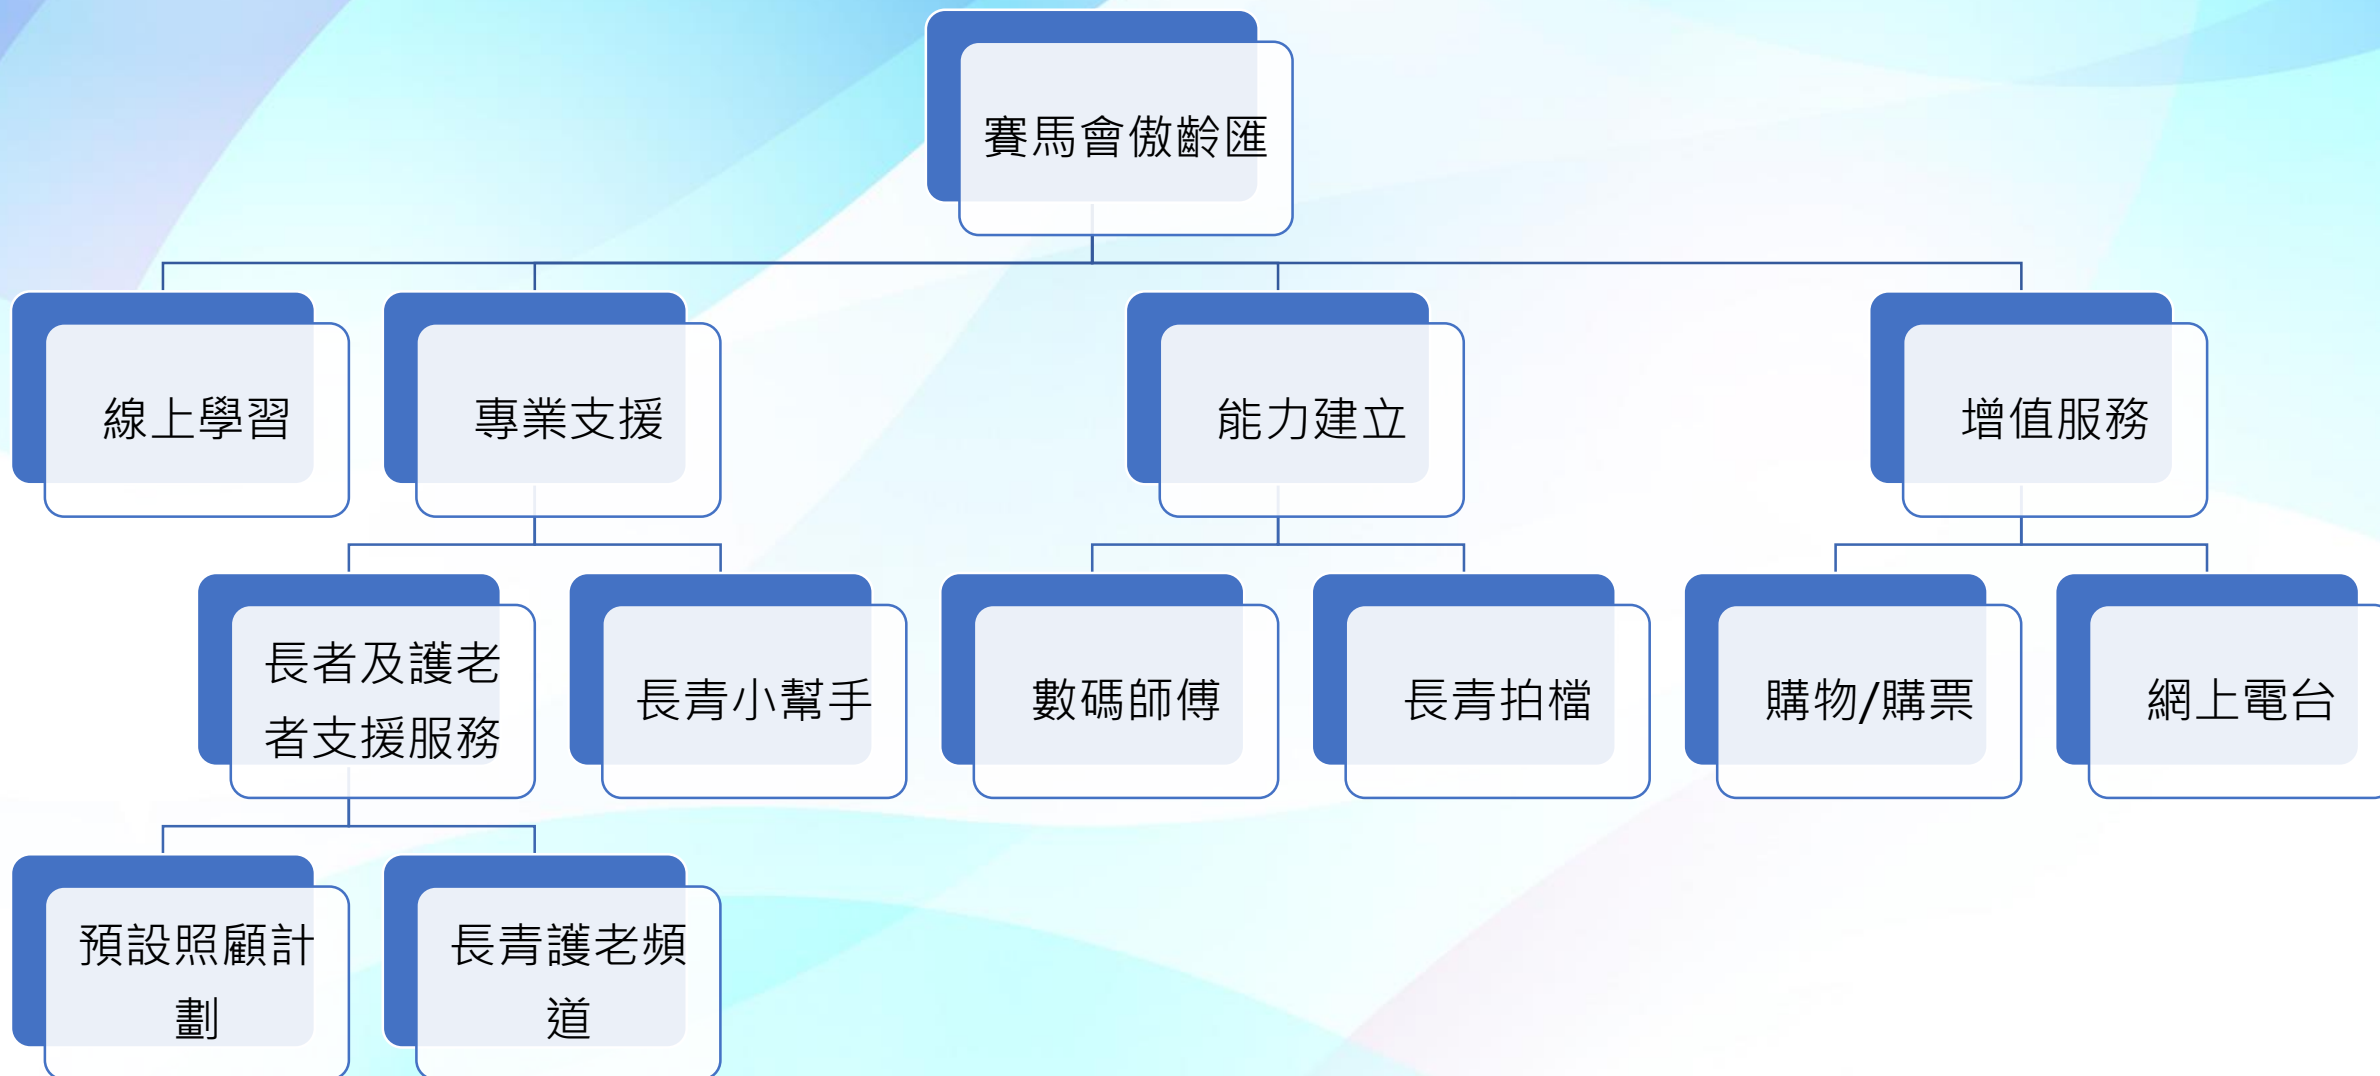 賽馬會傲齡匯
線上學習
專業支援
能力建立
增值服務
長者及護老
者支援服務
長青小幫手
數碼師傅
長青拍檔
購物/購票
網上電台
預設照顧計
劃
長青護老頻
道